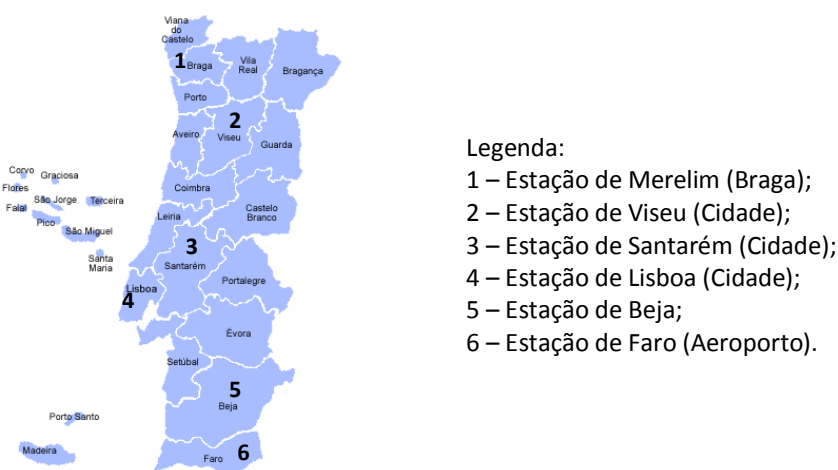 Viana
do
Castelo
1 Braga
Vila
Real
Bragança
Porto
2
Aveiro
Viseu
Guarda
Coimbra
Corvo
Graciosa
Flores
São Jorge
Terceira
Faial
Pico
São Miguel
Santa
Maria
Leiria
Castelo
Branco
3
Santarém
Portalegre
Lisboa
4
Évora
Setúbal
5
Beja
Porto Santo
Madeira
Faro 6
Legenda:
1 – Estação de Merelim (Braga);
2 – Estação de Viseu (Cidade);
3 – Estação de Santarém (Cidade);
4 – Estação de Lisboa (Cidade);
5 – Estação de Beja;
6 – Estação de Faro (Aeroporto).